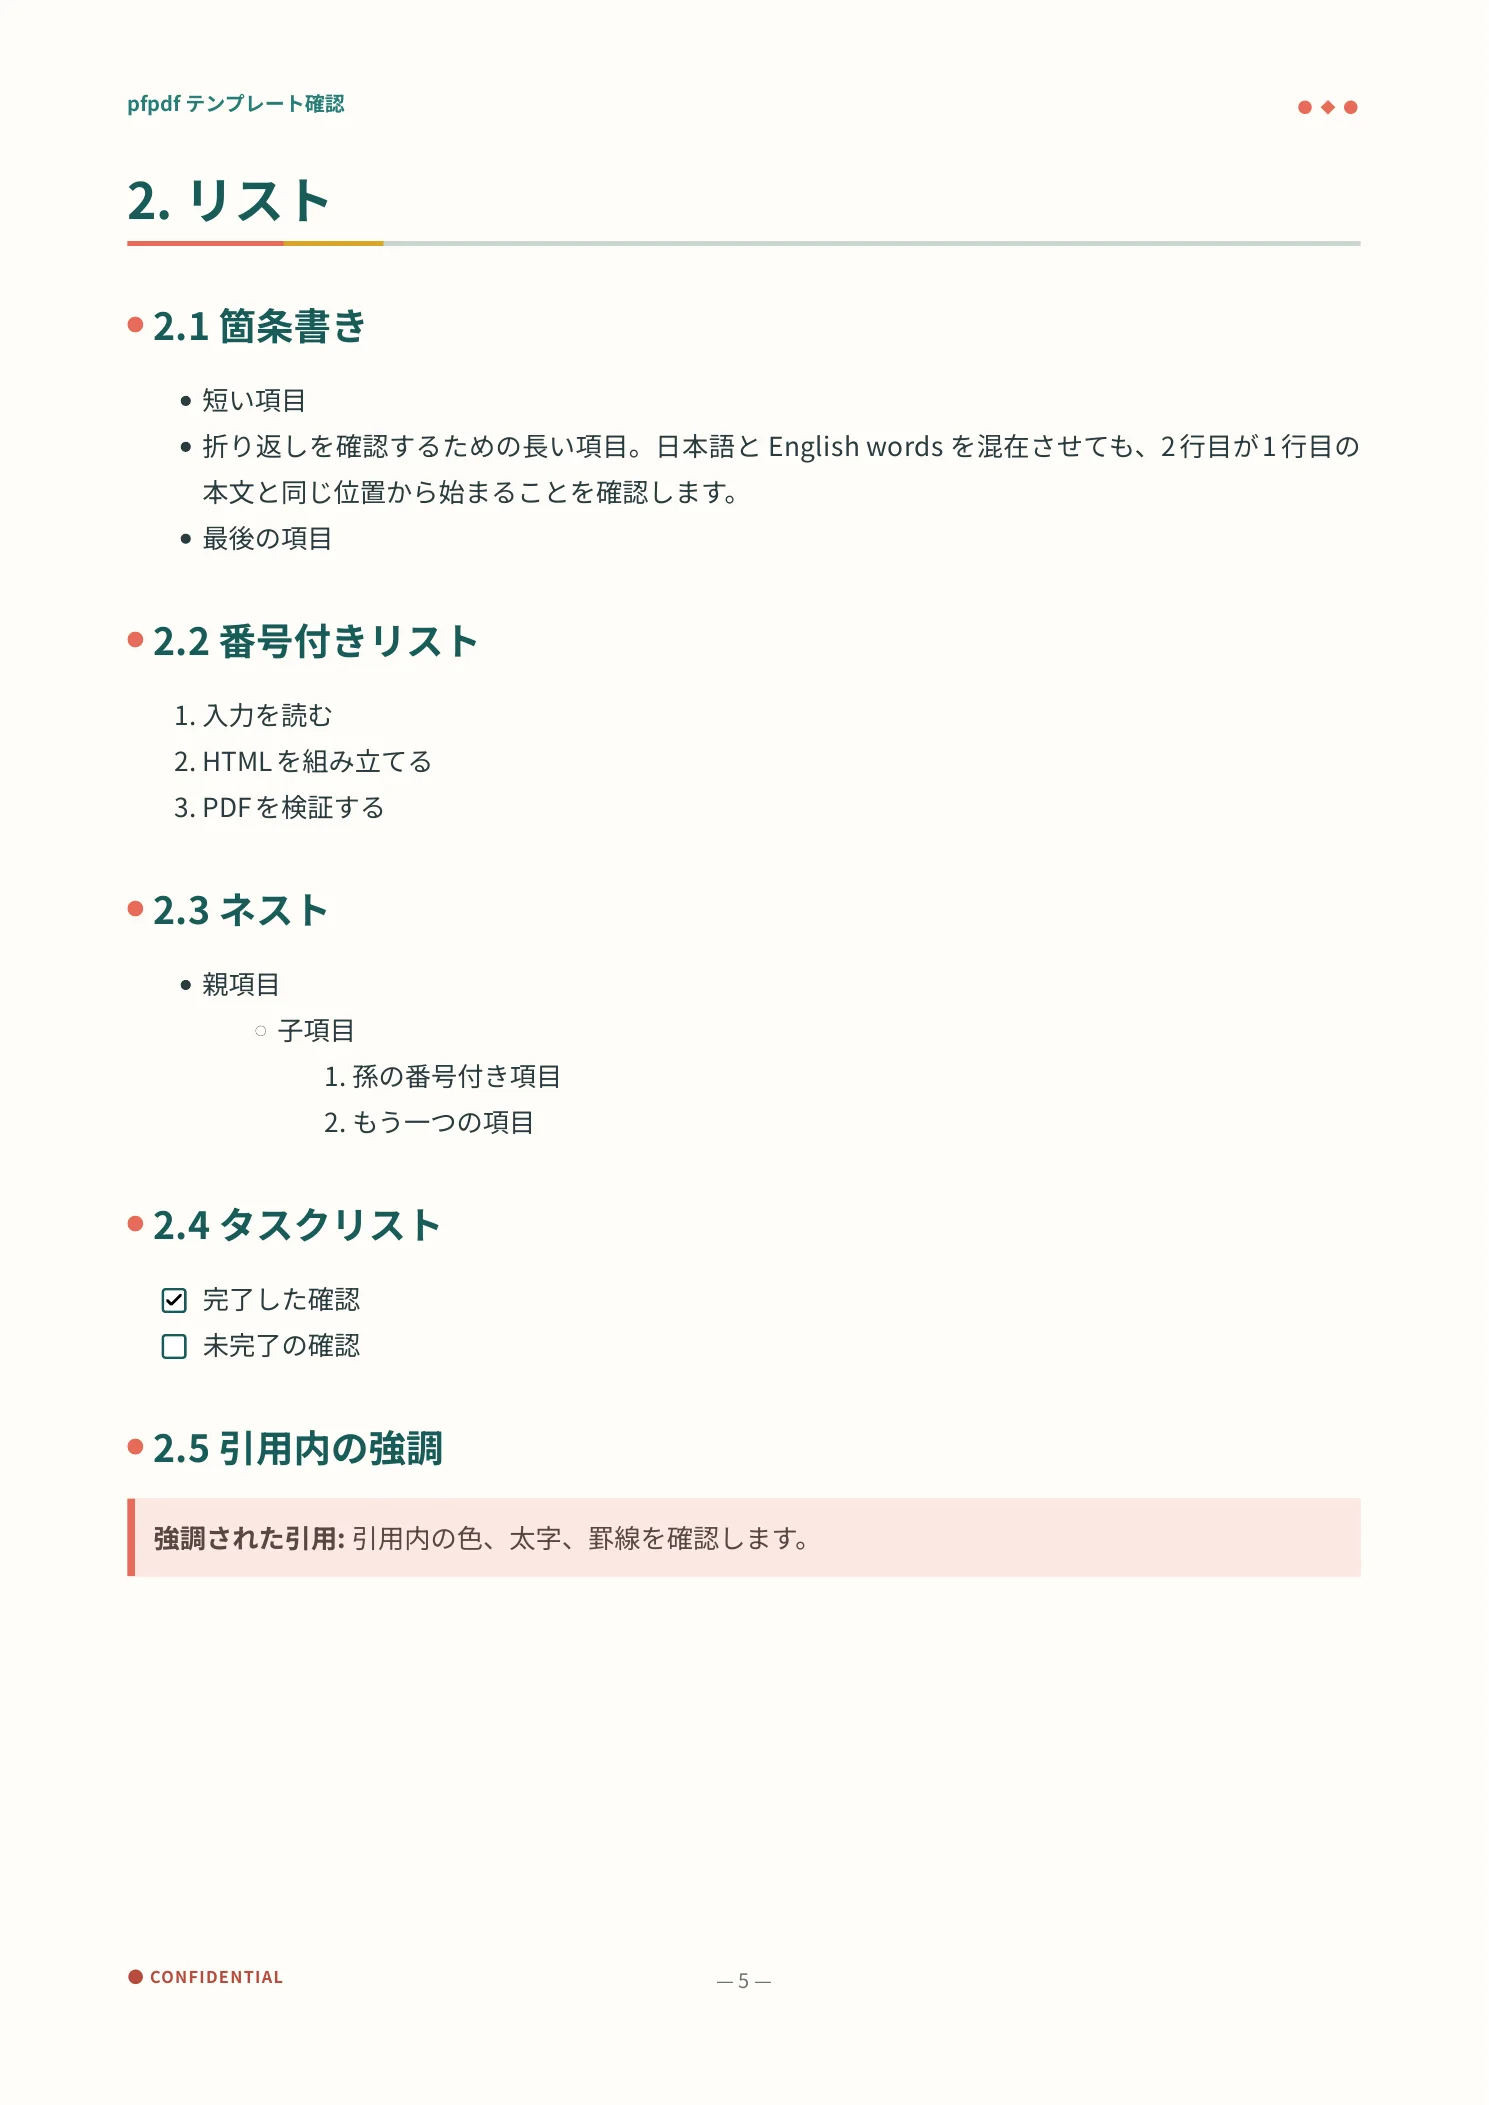 pfpdf テンプレート確認
2. リスト
2.1 箇条書き
• 短い項目
• 折り返しを確認するための長い項目。日本語と English words を混在させても、2行目が1行目の
本文と同じ位置から始まることを確認します。
• 最後の項目
2.2 番号付きリスト
1. 入力を読む
2. HTMLを組み立てる
3. PDFを検証する
2.3 ネスト
• 親項目
◦ 子項目
1. 孫の番号付き項目
2. もう一つの項目
2.4 タスクリスト
☑ 完了した確認
☐ 未完了の確認
2.5 引用内の強調
強調された引用: 引用内の色、太字、罫線を確認します。
● CONFIDENTIAL
— 5 —